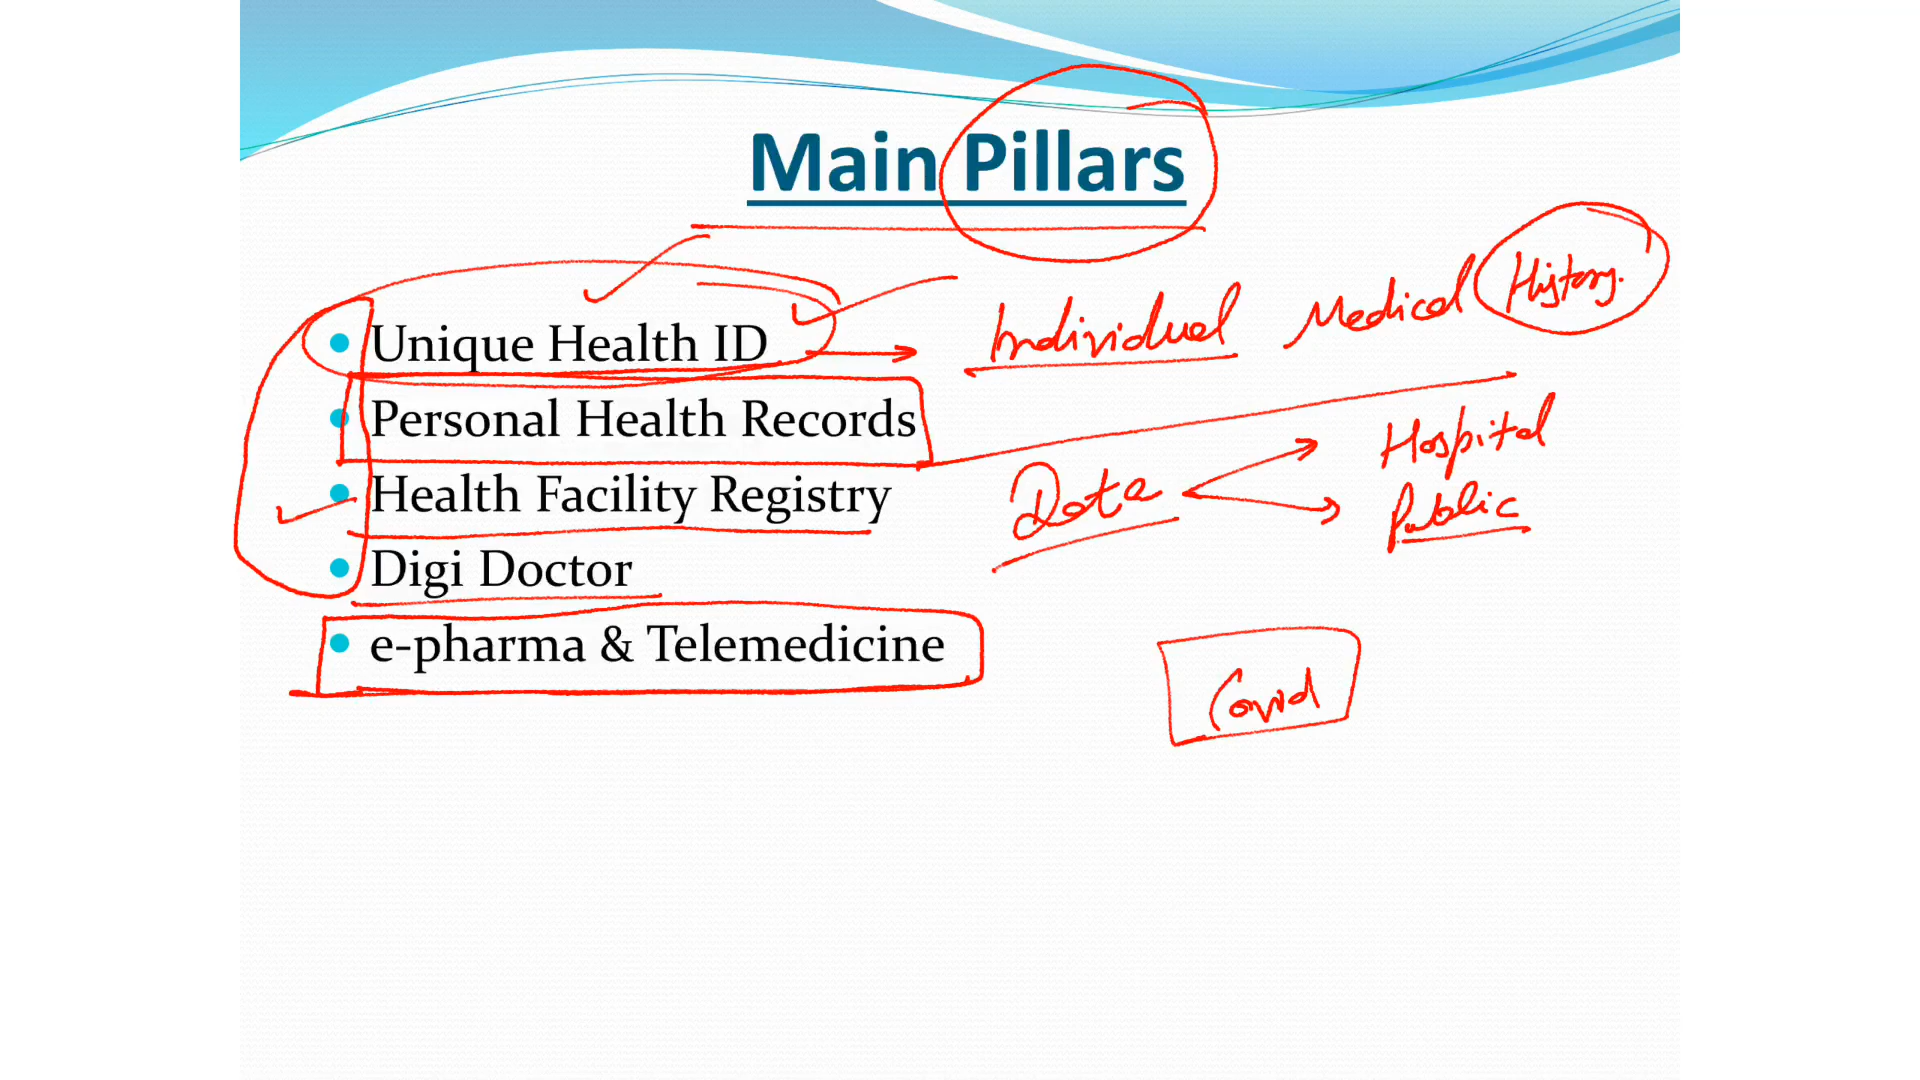 Main Pillars
Unique Health ID
Individual Medical History.
Personal Health Records
Hospital
Health Facility Registry
Data
Public
Digi Doctor
e-pharma & Telemedicine
Covid